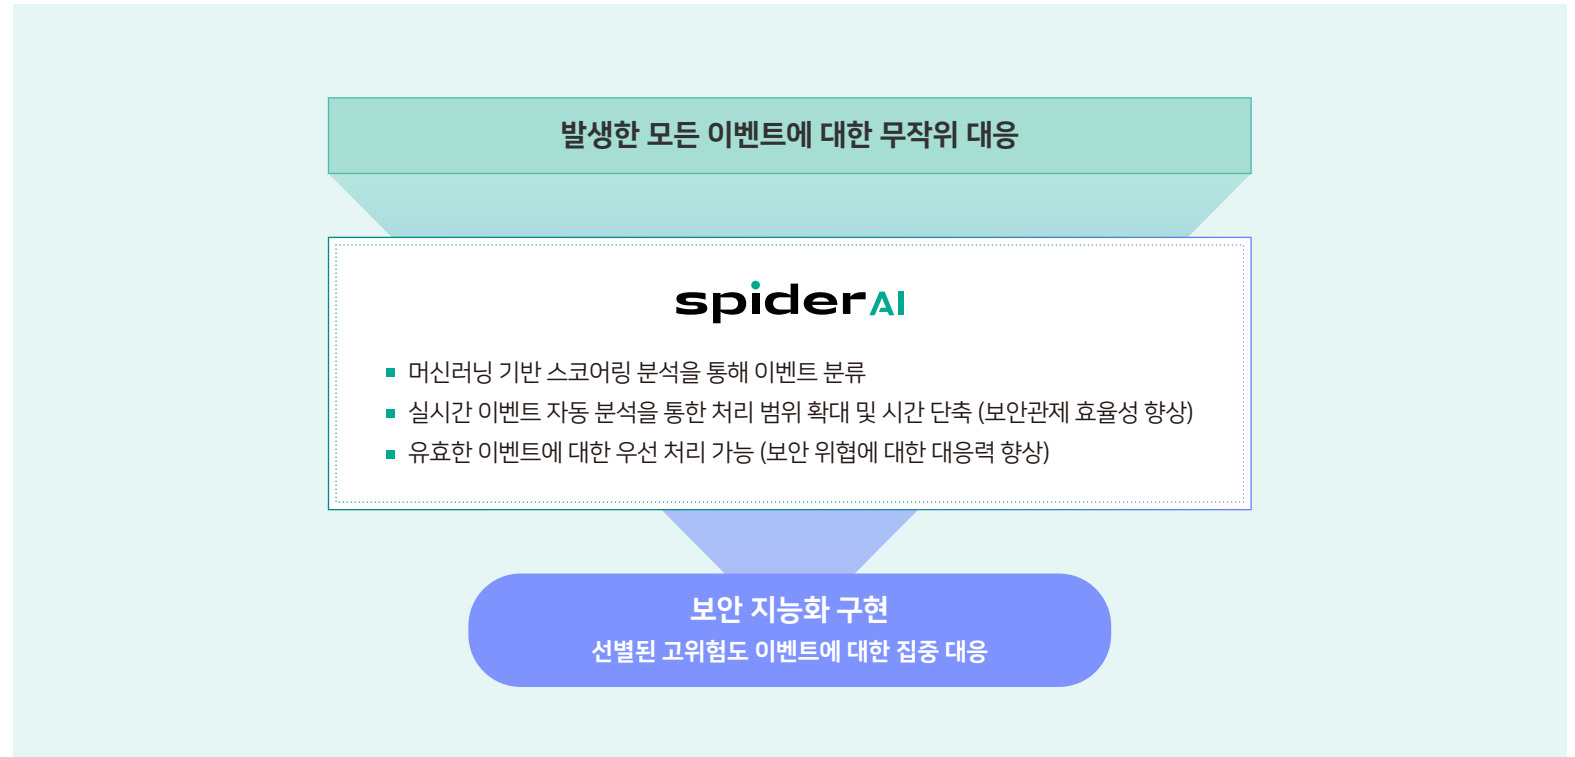 발생한 모든 이벤트에 대한 무작위 대응
spider AI
머신러닝 기반 스코어링 분석을 통해 이벤트 분류
실시간 이벤트 자동 분석을 통한 처리 범위 확대 및 시간 단축 (보안관제 효율성 향상)
유효한 이벤트에 대한 우선 처리 가능 (보안 위협에 대한 대응력 향상)
보안 지능화 구현
선별된 고위험도 이벤트에 대한 집중 대응